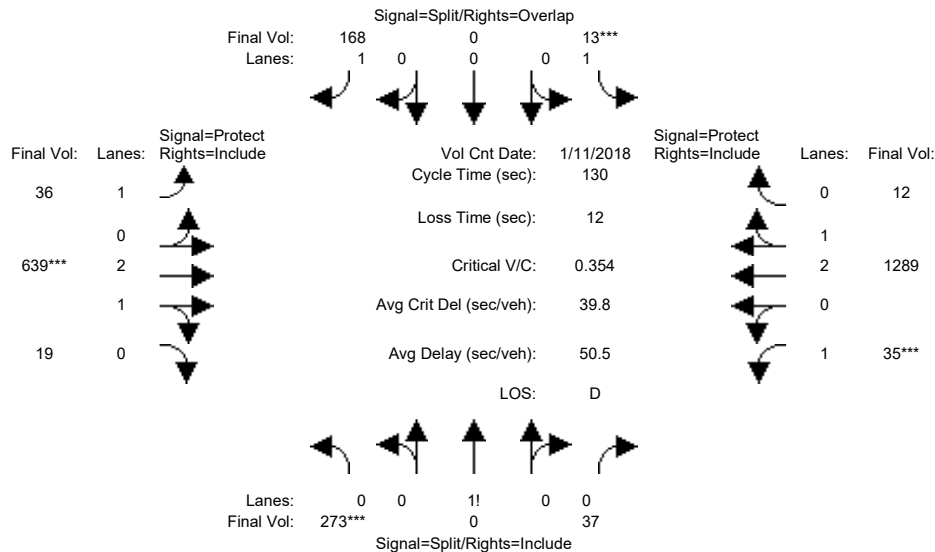 Signal=Split/Rights=Overlap
Final Vol: 168 0 13***
Lanes: 1 0 0 0 1
Signal=Protect
Final Vol: Lanes: Rights=Include
Vol Cnt Date: 1/11/2018
Signal=Protect
Rights=Include Lanes: Final Vol:
Cycle Time (sec): 130
36 1
0 12
Loss Time (sec): 12
0
1
639*** 2
Critical V/C: 0.354
2 1289
1
Avg Crit Del (sec/veh): 39.8
0
19 0
Avg Delay (sec/veh): 50.5
1 35***
LOS: D
Lanes: 0 0 1! 0 0
Final Vol: 273*** 0 37
Signal=Split/Rights=Include